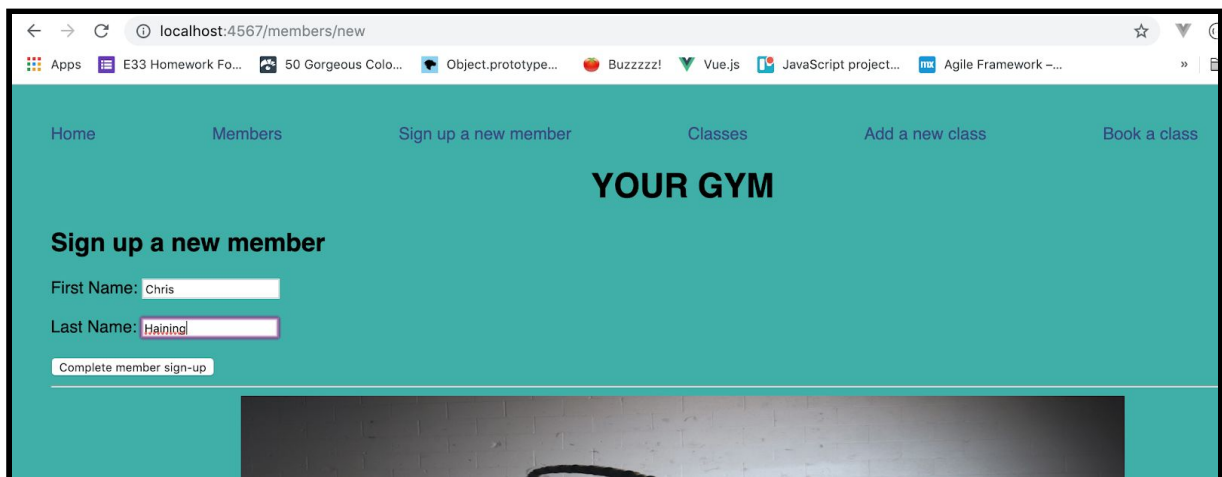 localhost:4567/members/new
Apps E33 Homework Fo... 50 Gorgeous Colo... Object.prototype... Buzzzzz! Vue.js JavaScript project... mx Agile Framework –... »
Home Members Sign up a new member Classes Add a new class Book a class
YOUR GYM
Sign up a new member
First Name: Chris
Last Name: Haining
Complete member sign-up